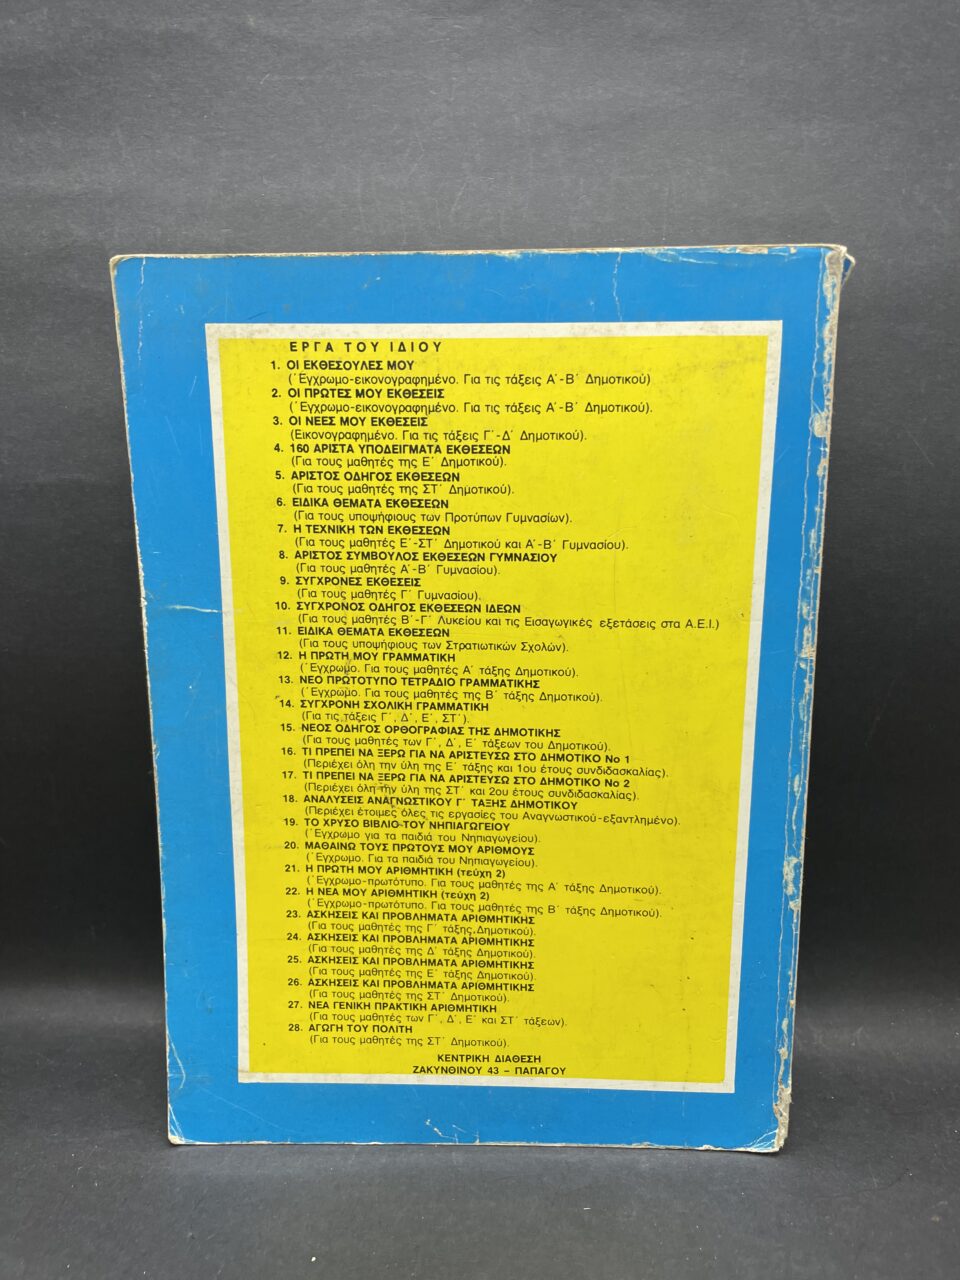 ΕΡΓΑ ΤΟΥ ΙΔΙΟΥ
1. ΟΙ ΕΚΘΕΣΟΥΛΕΣ ΜΟΥ
(΄Εγχρωμο-εικονογραφημένο. Για τις τάξεις Α΄-Β΄ Δημοτικού)
2. ΟΙ ΠΡΩΤΕΣ ΜΟΥ ΕΚΘΕΣΕΙΣ
(΄Εγχρωμο-εικονογραφημένο. Για τις τάξεις Α΄-Β΄ Δημοτικού).
3. ΟΙ ΝΕΕΣ ΜΟΥ ΕΚΘΕΣΕΙΣ
(Εικονογραφημένο. Για τις τάξεις Γ΄-Δ΄ Δημοτικού).
4. 160 ΑΡΙΣΤΑ ΥΠΟΔΕΙΓΜΑΤΑ ΕΚΘΕΣΕΩΝ
(Για τους μαθητές της Ε΄ Δημοτικού).
5. ΑΡΙΣΤΟΣ ΟΔΗΓΟΣ ΕΚΘΕΣΕΩΝ
(Για τους μαθητές της ΣΤ΄ Δημοτικού).
6. ΕΙΔΙΚΑ ΘΕΜΑΤΑ ΕΚΘΕΣΕΩΝ
(Για τους υποψήφιους των Προτύπων Γυμνασίων).
7. Η ΤΕΧΝΙΚΗ ΤΩΝ ΕΚΘΕΣΕΩΝ
(Για τους μαθητές Ε΄-ΣΤ΄ Δημοτικού και Α΄-Β΄ Γυμνασίου).
8. ΑΡΙΣΤΟΣ ΣΥΜΒΟΥΛΟΣ ΕΚΘΕΣΕΩΝ ΓΥΜΝΑΣΙΟΥ
(Για τους μαθητές Α΄-Β΄ Γυμνασίου).
9. ΣΥΓΧΡΟΝΕΣ ΕΚΘΕΣΕΙΣ
(Για τους μαθητές Γ΄ Γυμνασίου).
10. ΣΥΓΧΡΟΝΟΣ ΟΔΗΓΟΣ ΕΚΘΕΣΕΩΝ ΙΔΕΩΝ
(Για τους μαθητές Β΄-Γ΄ Λυκείου και τις Εισαγωγικές εξετάσεις στα Α.Ε.Ι.)
11. ΕΙΔΙΚΑ ΘΕΜΑΤΑ ΕΚΘΕΣΕΩΝ
(Για τους υποψήφιους των Στρατιωτικών Σχολών).
12. Η ΠΡΩΤΗ ΜΟΥ ΓΡΑΜΜΑΤΙΚΗ
(΄Εγχρωμο. Για τους μαθητές Α΄ τάξης Δημοτικού).
13. ΝΕΟ ΠΡΩΤΟΤΥΠΟ ΤΕΤΡΑΔΙΟ ΓΡΑΜΜΑΤΙΚΗΣ
(΄Εγχρωμο. Για τους μαθητές της Β΄ τάξης Δημοτικού).
14. ΣΥΓΧΡΟΝΗ ΣΧΟΛΙΚΗ ΓΡΑΜΜΑΤΙΚΗ
(Για τις τάξεις Γ΄, Δ΄, Ε΄, ΣΤ΄).
15. ΝΕΟΣ ΟΔΗΓΟΣ ΟΡΘΟΓΡΑΦΙΑΣ ΤΗΣ ΔΗΜΟΤΙΚΗΣ
(Για τους μαθητές των Γ΄, Δ΄, Ε΄ τάξεων του Δημοτικού).
16. ΤΙ ΠΡΕΠΕΙ ΝΑ ΞΕΡΩ ΓΙΑ ΝΑ ΑΡΙΣΤΕΥΣΩ ΣΤΟ ΔΗΜΟΤΙΚΟ Νο 1
(Περιέχει όλη την ύλη της Ε΄ τάξης και 1ου έτους συνδιδασκαλίας).
17. ΤΙ ΠΡΕΠΕΙ ΝΑ ΞΕΡΩ ΓΙΑ ΝΑ ΑΡΙΣΤΕΥΣΩ ΣΤΟ ΔΗΜΟΤΙΚΟ Νο 2
(Περιέχει όλη την ύλη της ΣΤ΄ και 2ου έτους συνδιδασκαλίας).
18. ΑΝΑΛΥΣΕΙΣ ΑΝΑΓΝΩΣΤΙΚΟΥ Γ΄ ΤΑΞΗΣ ΔΗΜΟΤΙΚΟΥ
(Περιέχει έτοιμες όλες τις εργασίες του Αναγνωστικού-εξαντλημένο).
19. ΤΟ ΧΡΥΣΟ ΒΙΒΛΙΟ ΤΟΥ ΝΗΠΙΑΓΩΓΕΙΟΥ
(΄Εγχρωμο για τα παιδιά του Νηπιαγωγείου).
20. ΜΑΘΑΙΝΩ ΤΟΥΣ ΠΡΩΤΟΥΣ ΜΟΥ ΑΡΙΘΜΟΥΣ
(΄Εγχρωμο. Για τα παιδιά του Νηπιαγωγείου).
21. Η ΠΡΩΤΗ ΜΟΥ ΑΡΙΘΜΗΤΙΚΗ (τεύχη 2)
(΄Εγχρωμο-πρωτότυπο. Για τους μαθητές της Α΄ τάξης Δημοτικού).
22. Η ΝΕΑ ΜΟΥ ΑΡΙΘΜΗΤΙΚΗ (τεύχη 2)
(΄Εγχρωμο-πρωτότυπο. Για τους μαθητές της Β΄ τάξης Δημοτικού).
23. ΑΣΚΗΣΕΙΣ ΚΑΙ ΠΡΟΒΛΗΜΑΤΑ ΑΡΙΘΜΗΤΙΚΗΣ
(Για τους μαθητές της Γ΄ τάξης Δημοτικού).
24. ΑΣΚΗΣΕΙΣ ΚΑΙ ΠΡΟΒΛΗΜΑΤΑ ΑΡΙΘΜΗΤΙΚΗΣ
(Για τους μαθητές της Δ΄ τάξης Δημοτικού).
25. ΑΣΚΗΣΕΙΣ ΚΑΙ ΠΡΟΒΛΗΜΑΤΑ ΑΡΙΘΜΗΤΙΚΗΣ
(Για τους μαθητές της Ε΄ τάξης Δημοτικού).
26. ΑΣΚΗΣΕΙΣ ΚΑΙ ΠΡΟΒΛΗΜΑΤΑ ΑΡΙΘΜΗΤΙΚΗΣ
(Για τους μαθητές της ΣΤ΄ Δημοτικού).
27. ΝΕΑ ΓΕΝΙΚΗ ΠΡΑΚΤΙΚΗ ΑΡΙΘΜΗΤΙΚΗ
(Για τους μαθητές των Γ΄, Δ΄, Ε΄ και ΣΤ΄ τάξεων).
28. ΑΓΩΓΗ ΤΟΥ ΠΟΛΙΤΗ
(Για τους μαθητές της ΣΤ΄ Δημοτικού).
ΚΕΝΤΡΙΚΗ ΔΙΑΘΕΣΗ
ΖΑΚΥΝΘΙΝΟΥ 43 – ΠΑΠΑΓΟΥ